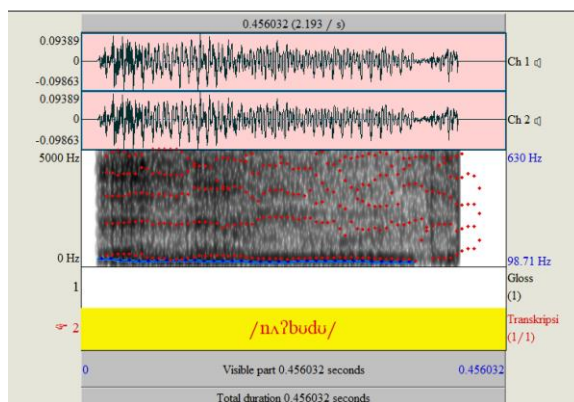 0.456032 (2.193 / s)
0.09389
0
-0.09863
Ch 1
0.09389
0
-0.09863
Ch 2
5000 Hz
630 Hz
0 Hz
98.71 Hz
1
Gloss
(1)
2
/nʌʔbʊdʊ/
Transkripsi
(1/1)
0
Visible part 0.456032 seconds
0.456032
Total duration 0.456032 seconds